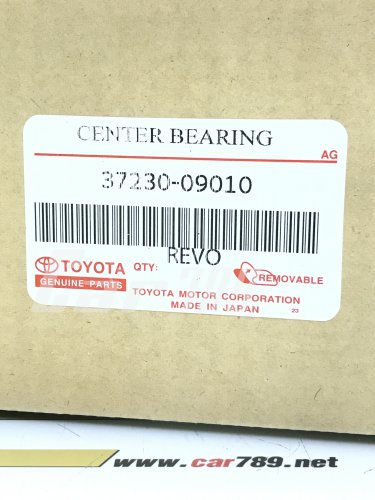 CENTER BEARING
AG
37230-09010
REVO
TOYOTA QTY: REMOVABLE
GENUINE PARTS
TOYOTA MOTOR CORPORATION
MADE IN JAPAN 23
www.car789.net